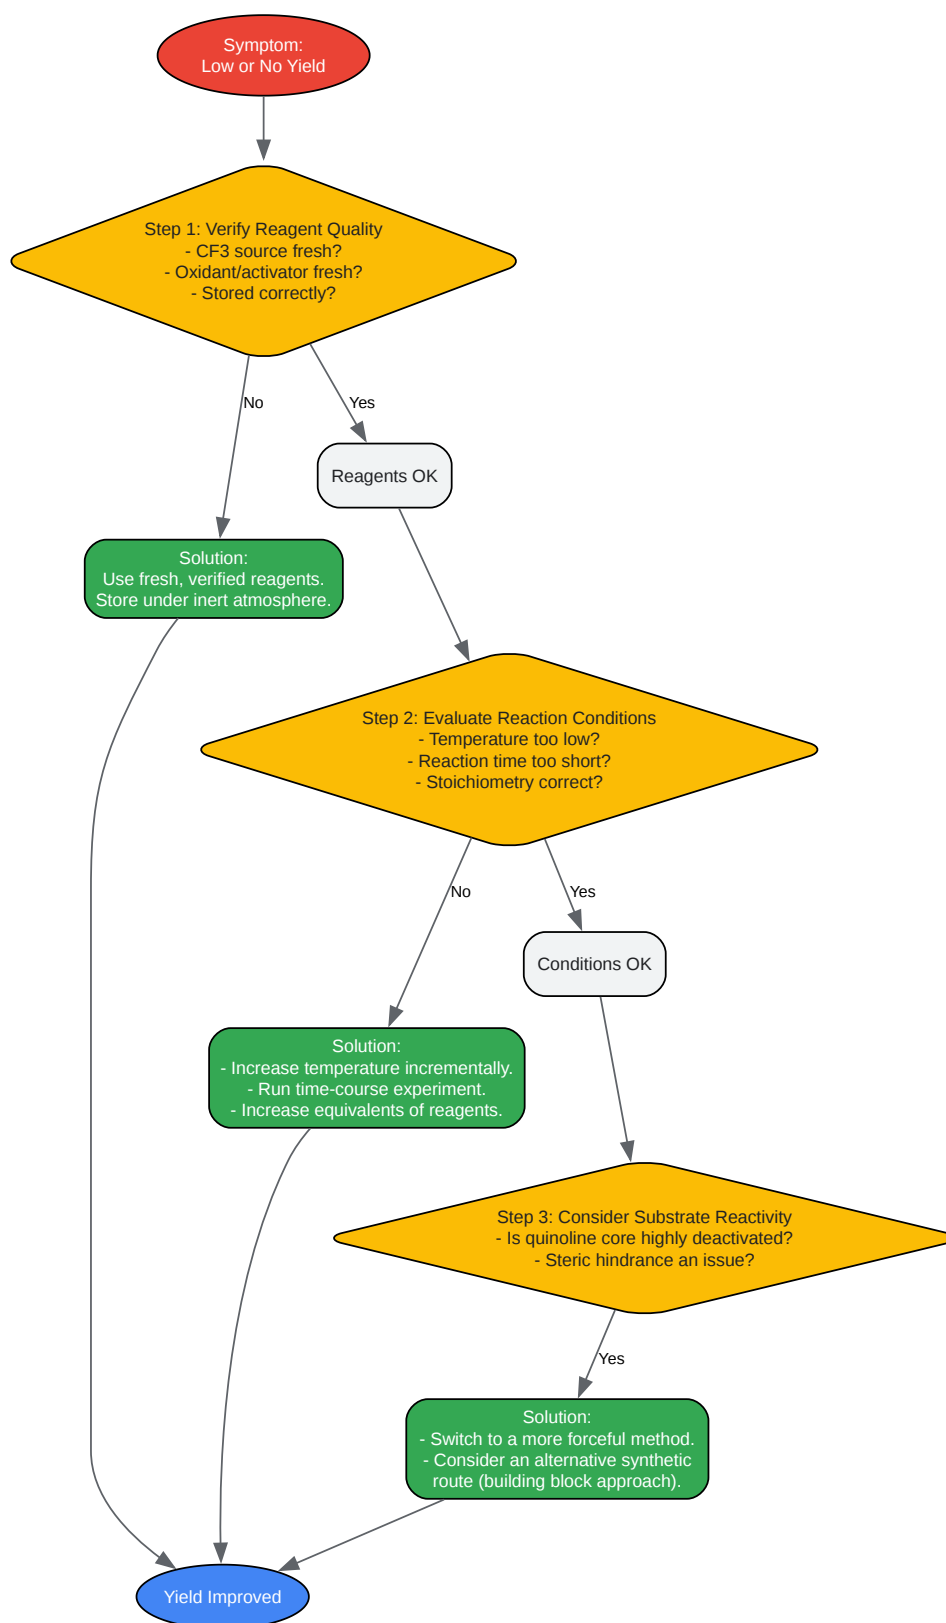 Symptom:
Low or No Yield
Step 1: Verify Reagent Quality
- CF3 source fresh?
- Oxidant/activator fresh?
- Stored correctly?
No
Yes
Reagents OK
Solution:
Use fresh, verified reagents.
Store under inert atmosphere.
Step 2: Evaluate Reaction Conditions
- Temperature too low?
- Reaction time too short?
- Stoichiometry correct?
No
Yes
Conditions OK
Solution:
- Increase temperature incrementally.
- Run time-course experiment.
- Increase equivalents of reagents.
Step 3: Consider Substrate Reactivity
- Is quinoline core highly deactivated?
- Steric hindrance an issue?
Yes
Solution:
- Switch to a more forceful method.
- Consider an alternative synthetic
route (building block approach).
Yield Improved